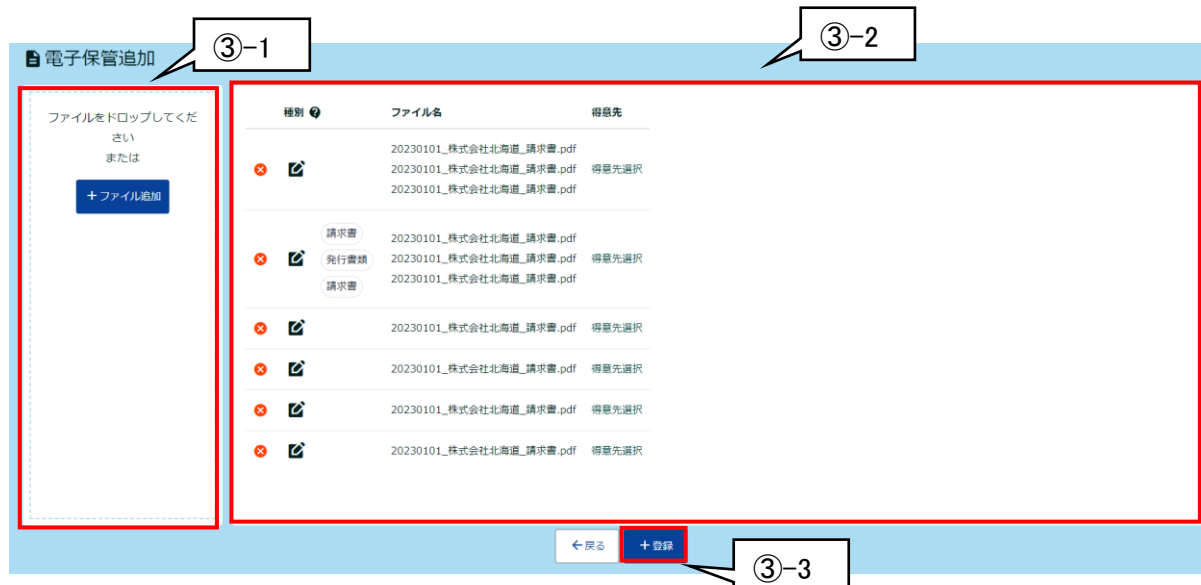 ③-1
③-2
電子保管追加
ファイルをドロップしてくだ
さい
または
+ファイル追加
種別 ? ファイル名 得意先
20230101_株式会社北海道_請求書.pdf
20230101_株式会社北海道_請求書.pdf 得意先選択
20230101_株式会社北海道_請求書.pdf
請求書
発行書類
請求書
20230101_株式会社北海道_請求書.pdf
20230101_株式会社北海道_請求書.pdf 得意先選択
20230101_株式会社北海道_請求書.pdf
20230101_株式会社北海道_請求書.pdf 得意先選択
20230101_株式会社北海道_請求書.pdf 得意先選択
20230101_株式会社北海道_請求書.pdf 得意先選択
20230101_株式会社北海道_請求書.pdf 得意先選択
←戻る
+登録
③-3